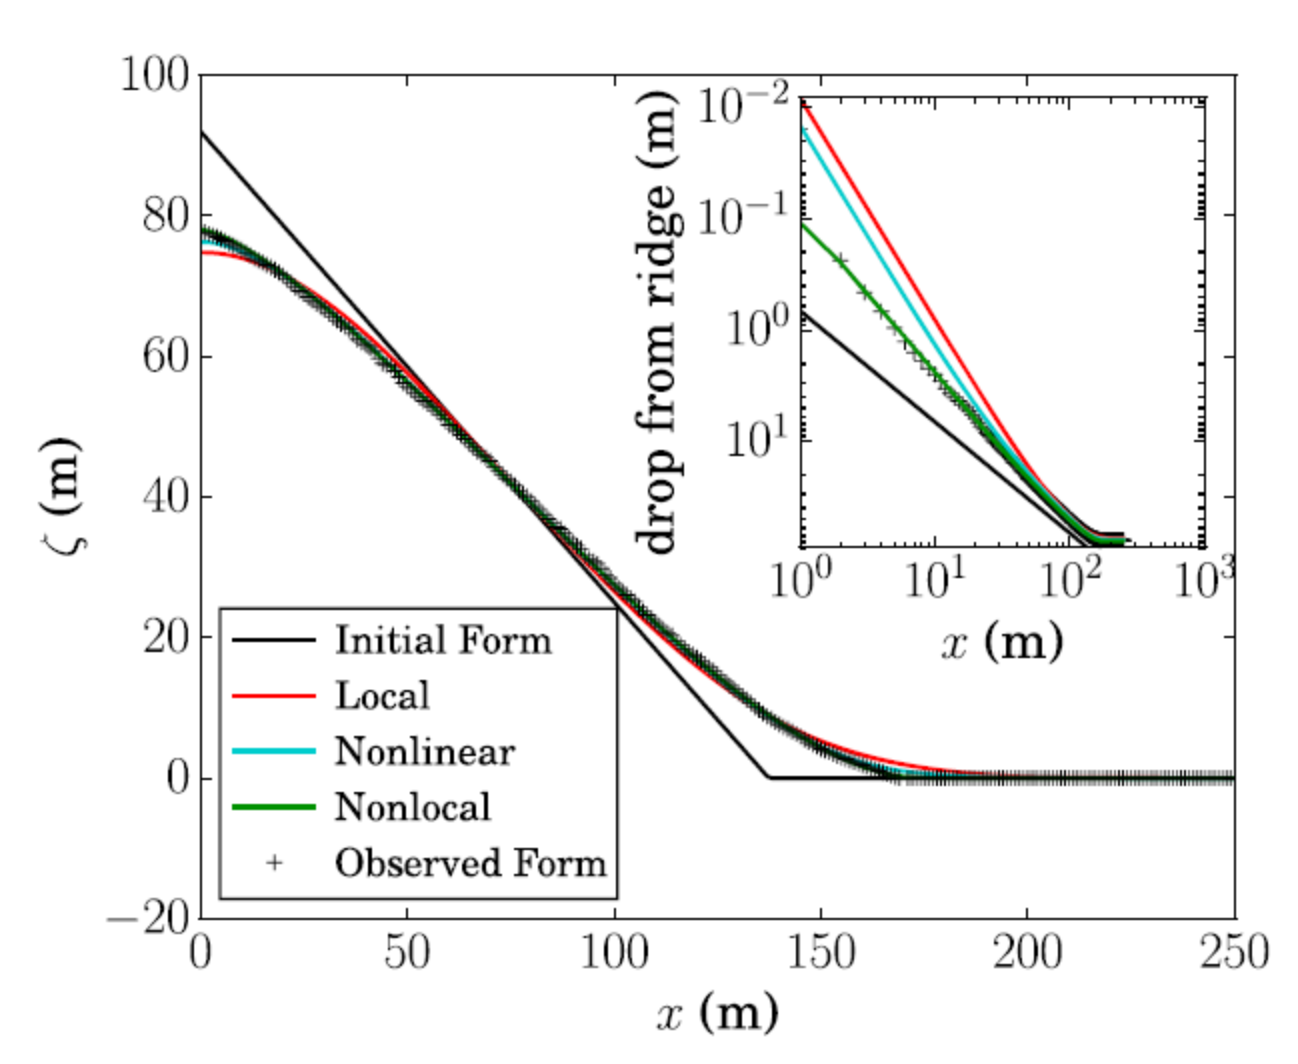 100
80
60
40
20
0
−20
ζ (m)
0 50 100 150 200 250
x (m)
Initial Form
Local
Nonlinear
Nonlocal
Observed Form
drop from ridge (m)
10⁻²
10⁻¹
10⁰
10¹
10⁰ 10¹ 10² 10³
x (m)